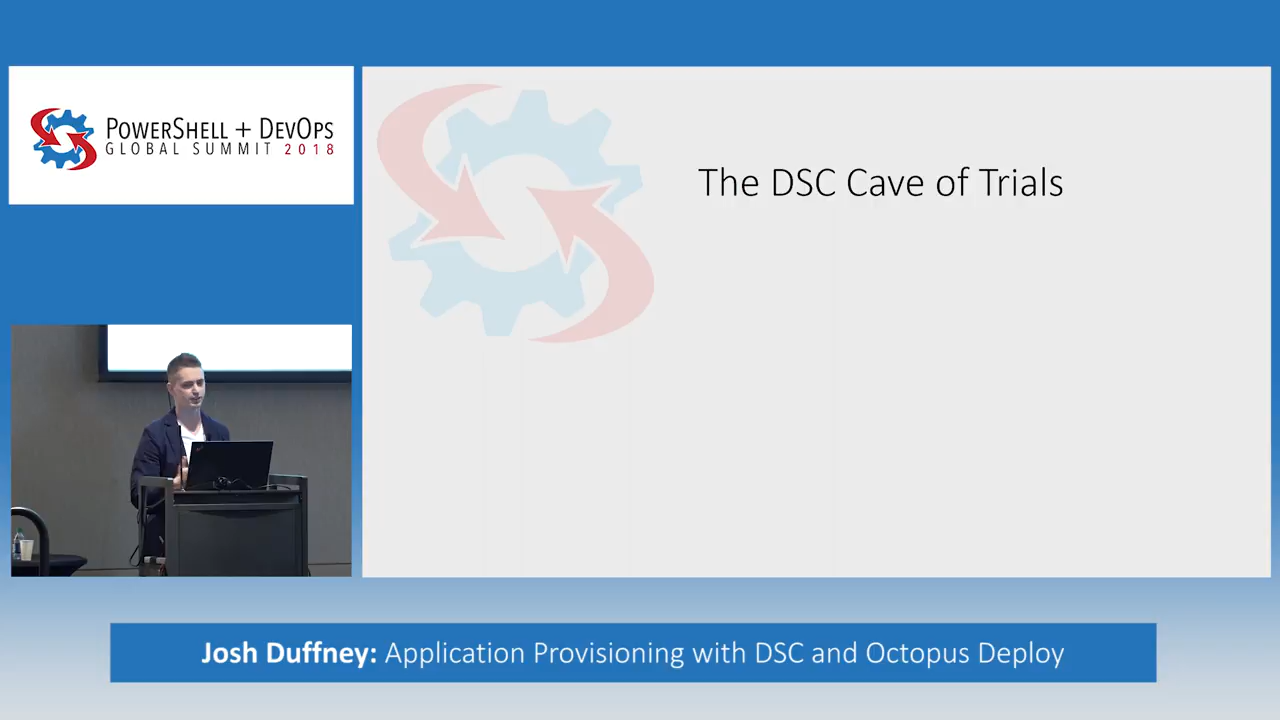 POWERSHELL + DEVOPS
GLOBAL SUMMIT 2018
The DSC Cave of Trials
Josh Duffney: Application Provisioning with DSC and Octopus Deploy